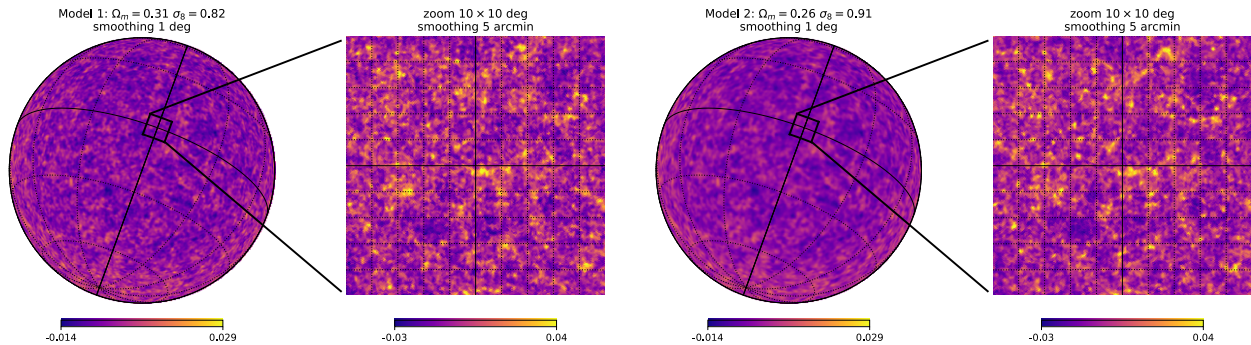 Model 1: Ωₘ = 0.31 σ₈ = 0.82
smoothing 1 deg
zoom 10 × 10 deg
smoothing 5 arcmin
Model 2: Ωₘ = 0.26 σ₈ = 0.91
smoothing 1 deg
zoom 10 × 10 deg
smoothing 5 arcmin
-0.014 0.029
-0.03 0.04
-0.014 0.029
-0.03 0.04